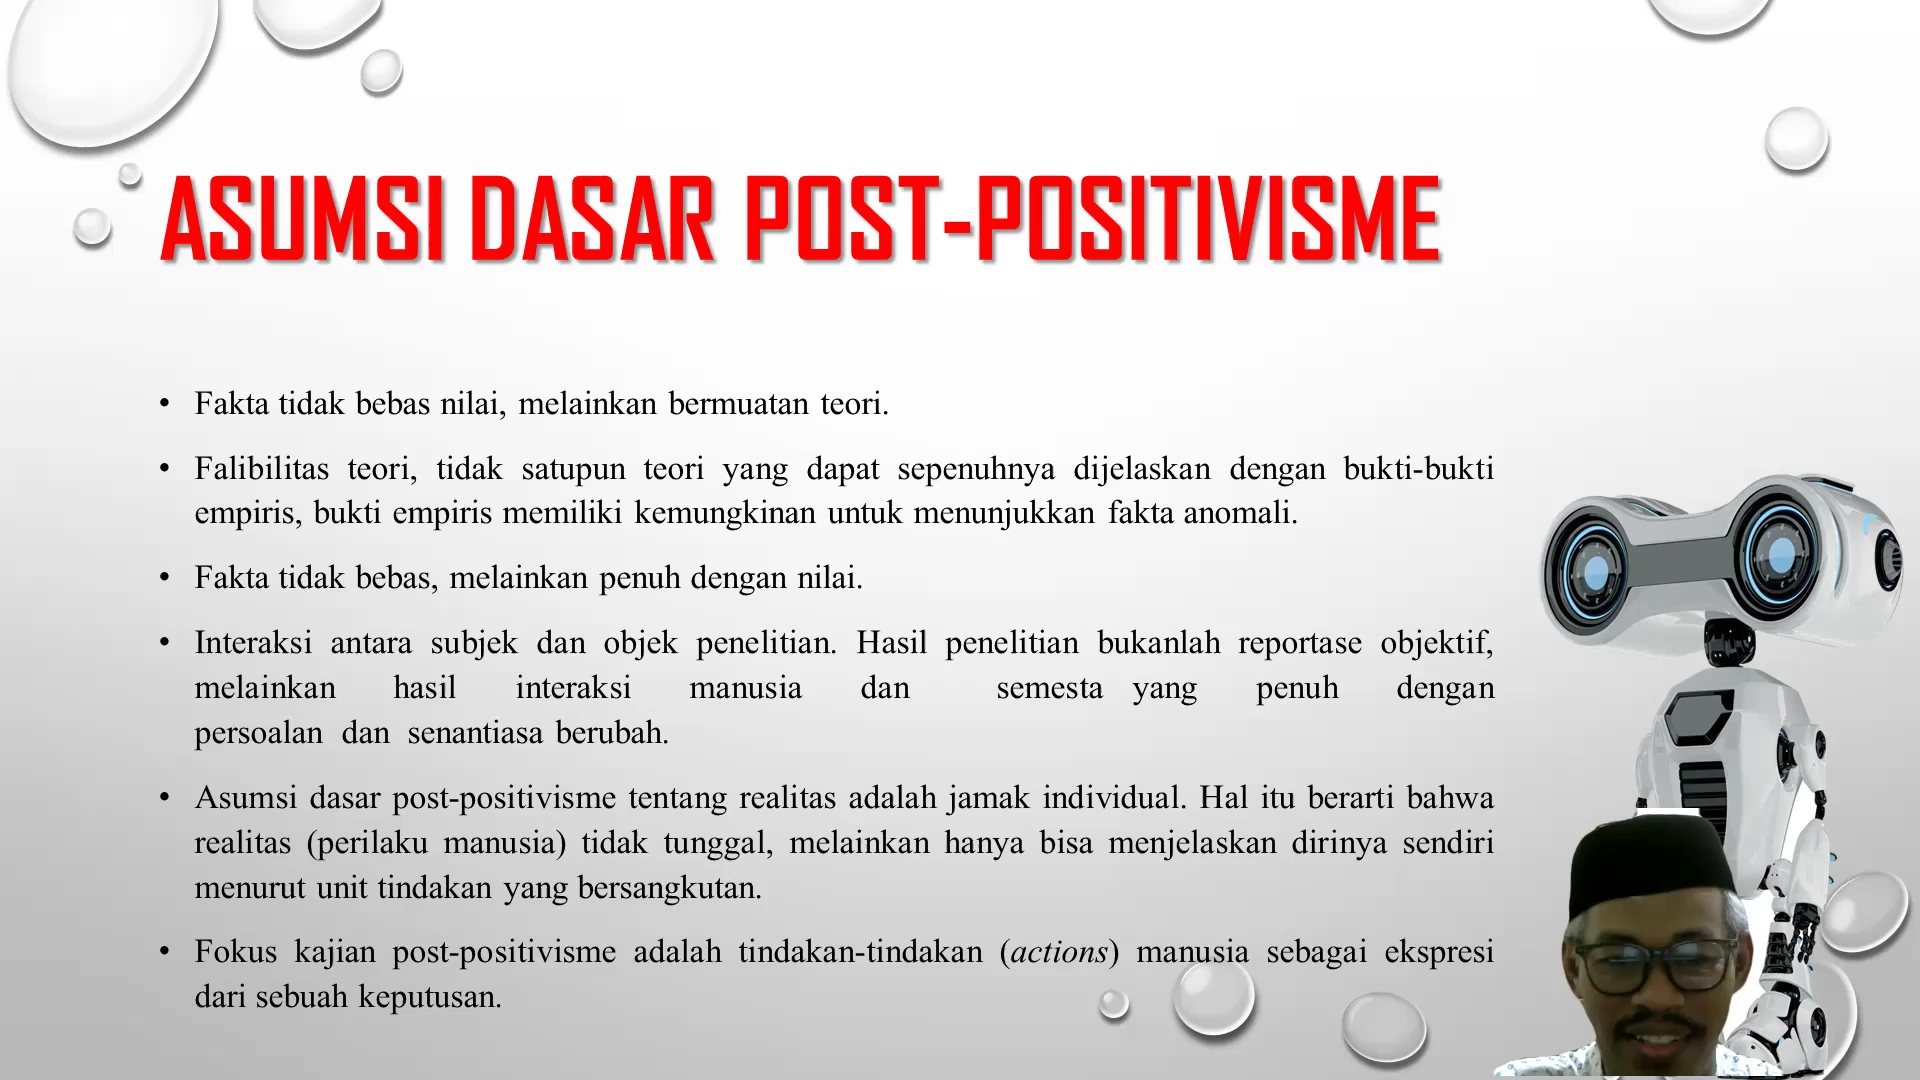 ASUMSI DASAR POST-POSITIVISME
• Fakta tidak bebas nilai, melainkan bermuatan teori.
• Falibilitas teori, tidak satupun teori yang dapat sepenuhnya dijelaskan dengan bukti-bukti
empiris, bukti empiris memiliki kemungkinan untuk menunjukkan fakta anomali.
• Fakta tidak bebas, melainkan penuh dengan nilai.
• Interaksi antara subjek dan objek penelitian. Hasil penelitian bukanlah reportase objektif,
melainkan hasil interaksi manusia dan semesta yang penuh dengan
persoalan dan senantiasa berubah.
• Asumsi dasar post-positivisme tentang realitas adalah jamak individual. Hal itu berarti bahwa
realitas (perilaku manusia) tidak tunggal, melainkan hanya bisa menjelaskan dirinya sendiri
menurut unit tindakan yang bersangkutan.
• Fokus kajian post-positivisme adalah tindakan-tindakan (actions) manusia sebagai ekspresi
dari sebuah keputusan.